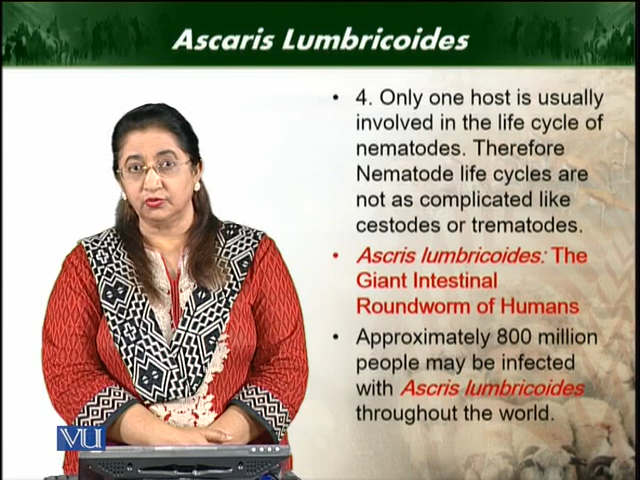 Ascaris Lumbricoides
• 4. Only one host is usually
involved in the life cycle of
nematodes. Therefore
Nematode life cycles are
not as complicated like
cestodes or trematodes.
• Ascris lumbricoides: The
Giant Intestinal
Roundworm of Humans
• Approximately 800 million
people may be infected
with Ascris lumbricoides
throughout the world.
VU